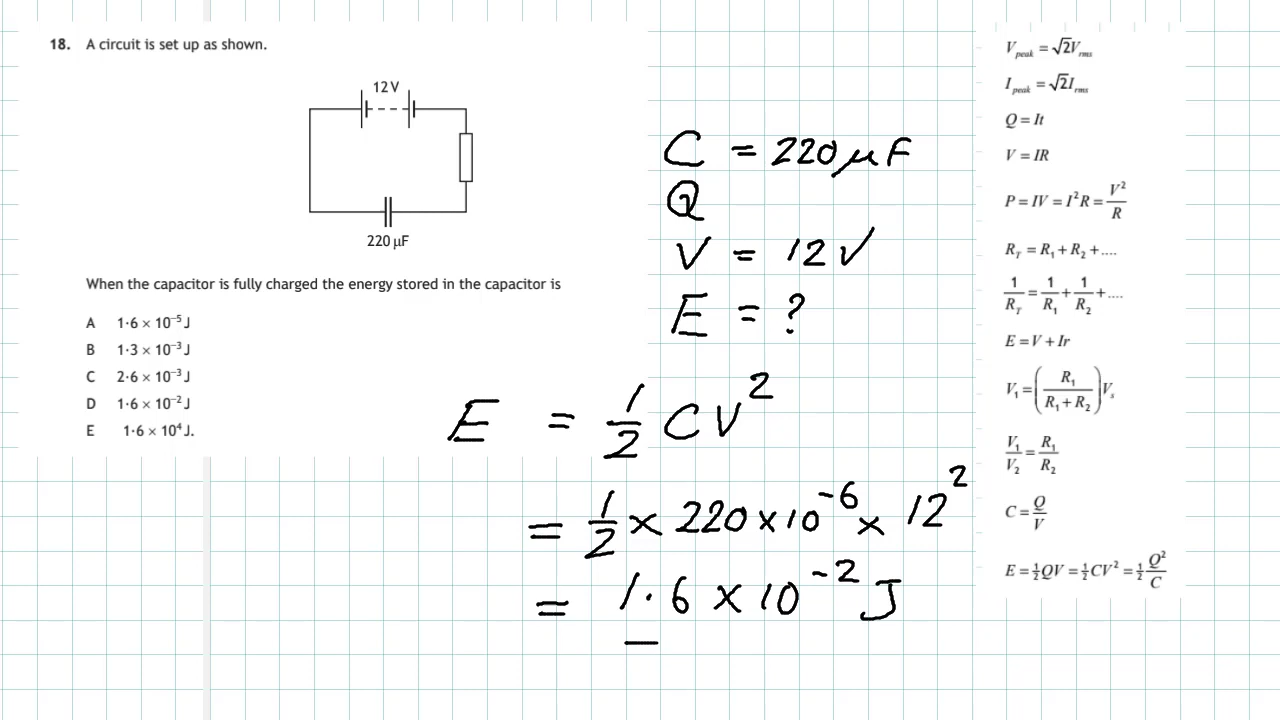 18. A circuit is set up as shown.
12 V
220 μF
When the capacitor is fully charged the energy stored in the capacitor is
A 1·6 × 10⁻⁵ J
B 1·3 × 10⁻³ J
C 2·6 × 10⁻³ J
D 1·6 × 10⁻² J
E 1·6 × 10⁴ J.
C = 220 μF
Q
V = 12 V
E = ?
E = ½ CV²
= ½ × 220 × 10⁻⁶ × 12²
= 1.6 × 10⁻² J
V_peak = √2 V_rms
I_peak = √2 I_rms
Q = It
V = IR
P = IV = I²R = V²/R
R_T = R₁ + R₂ + ....
1/R_T = 1/R₁ + 1/R₂ + ....
E = V + Ir
V₁ = (R₁/(R₁ + R₂))V_s
V₁/V₂ = R₁/R₂
C = Q/V
E = ½QV = ½CV² = ½ Q²/C